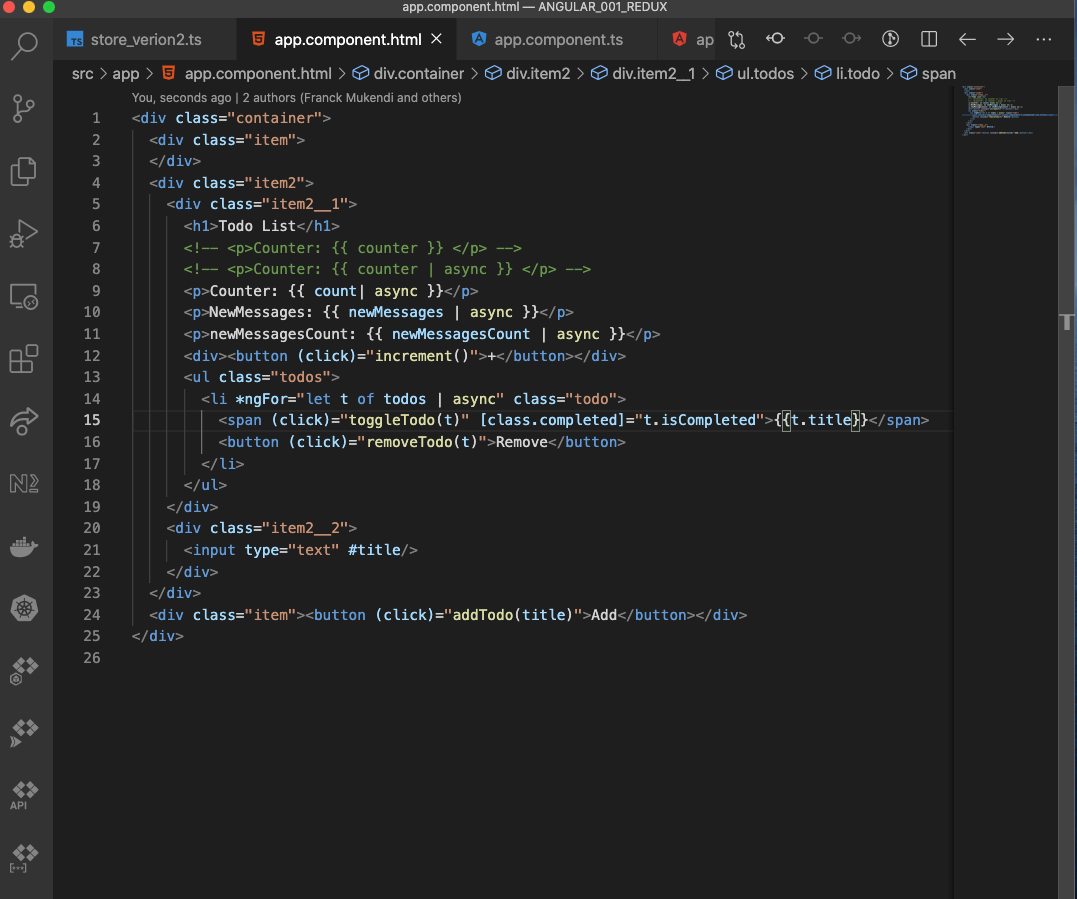 app.component.html — ANGULAR_001_REDUX
TS store_verion2.ts app.component.html app.component.ts ap
src > app > app.component.html > div.container > div.item2 > div.item2__1 > ul.todos > li.todo > span
You, seconds ago | 2 authors (Franck Mukendi and others)
1 <div class="container">
2 <div class="item">
3 </div>
4 <div class="item2">
5 <div class="item2__1">
6 <h1>Todo List</h1>
7 <!-- <p>Counter: {{ counter }} </p> -->
8 <!-- <p>Counter: {{ counter | async }} </p> -->
9 <p>Counter: {{ count| async }}</p>
10 <p>NewMessages: {{ newMessages | async }}</p>
11 <p>newMessagesCount: {{ newMessagesCount | async }}</p>
12 <div><button (click)="increment()">+</button></div>
13 <ul class="todos">
14 <li *ngFor="let t of todos | async" class="todo">
15 <span (click)="toggleTodo(t)" [class.completed]="t.isCompleted">{{t.title}}</span>
16 <button (click)="removeTodo(t)">Remove</button>
17 </li>
18 </ul>
19 </div>
20 <div class="item2__2">
21 <input type="text" #title/>
22 </div>
23 </div>
24 <div class="item"><button (click)="addTodo(title)">Add</button></div>
25 </div>
26
API